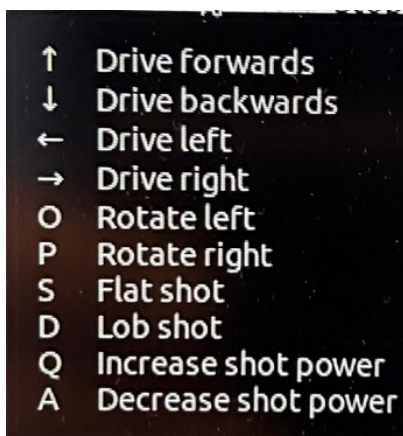 ↑ Drive forwards
↓ Drive backwards
← Drive left
→ Drive right
O Rotate left
P Rotate right
S Flat shot
D Lob shot
Q Increase shot power
A Decrease shot power